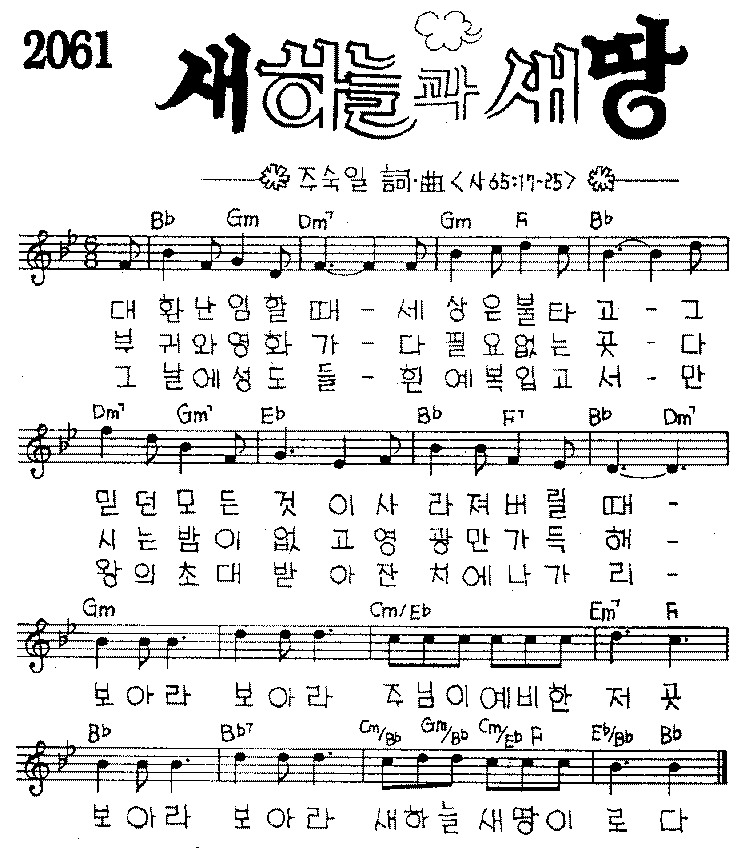 2061 새하늘과 새땅
주숙일 詞·曲 <사 65:17-25>
Bb Gm Dm7 Gm F Bb
대 환 난 임 할 때 - 세 상 은 불 타 고 - 그
부 귀 와 영 화 가 - 다 필 요 없 는 곳 - 다
그 날 에 성 도 들 - 흰 예 복 입 고 서 - 만
Dm7 Gm7 Eb Bb F7 Bb Dm7
믿 던 모 든 것 이 사 라 져 버 릴 때 -
시 는 밤 이 없 고 영 광 만 가 득 해 -
왕 의 초 대 받 아 잔 치 에 나 가 리 -
Gm Cm/Eb Em7 F
보 아 라 보 아 라 주 님 이 예 비 한 저 곳
Bb Bb7 Cm/Bb Gm/Bb Cm/Eb F Eb/Bb Bb
보 아 라 보 아 라 새 하 늘 새 땅 이 로 다